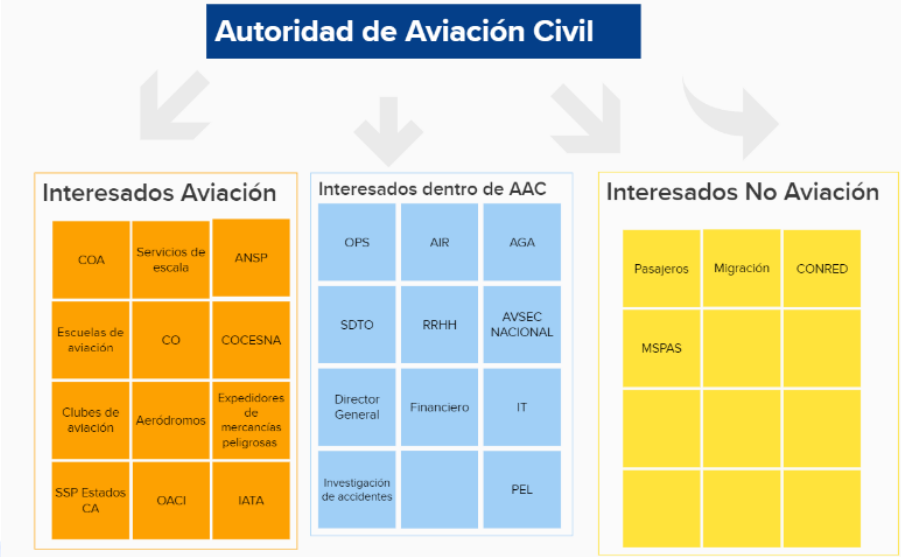 Autoridad de Aviación Civil
Interesados Aviación
COA
Servicios de
escala
ANSP
Escuelas de
aviación
CO
COCESNA
Clubes de
aviación
Aeródromos
Expedidores
de
mercancías
peligrosas
SSP Estados
CA
OACI
IATA
Interesados dentro de AAC
OPS
AIR
AGA
SDTO
RRHH
AVSEC
NACIONAL
Director
General
Financiero
IT
Investigación
de accidentes
PEL
Interesados No Aviación
Pasajeros
Migración
CONRED
MSPAS